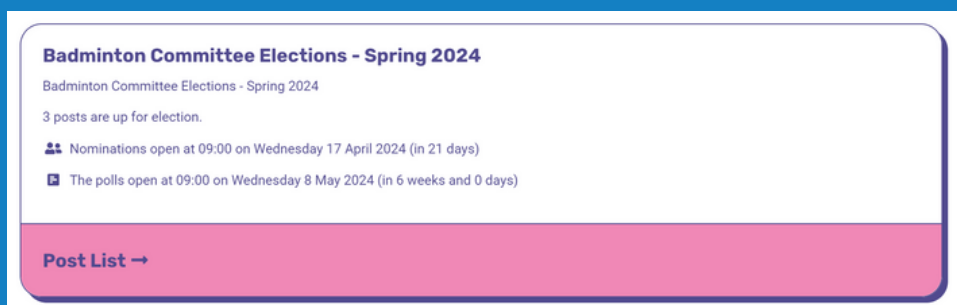 Badminton Committee Elections - Spring 2024
Badminton Committee Elections - Spring 2024
3 posts are up for election.
Nominations open at 09:00 on Wednesday 17 April 2024 (in 21 days)
The polls open at 09:00 on Wednesday 8 May 2024 (in 6 weeks and 0 days)
Post List →